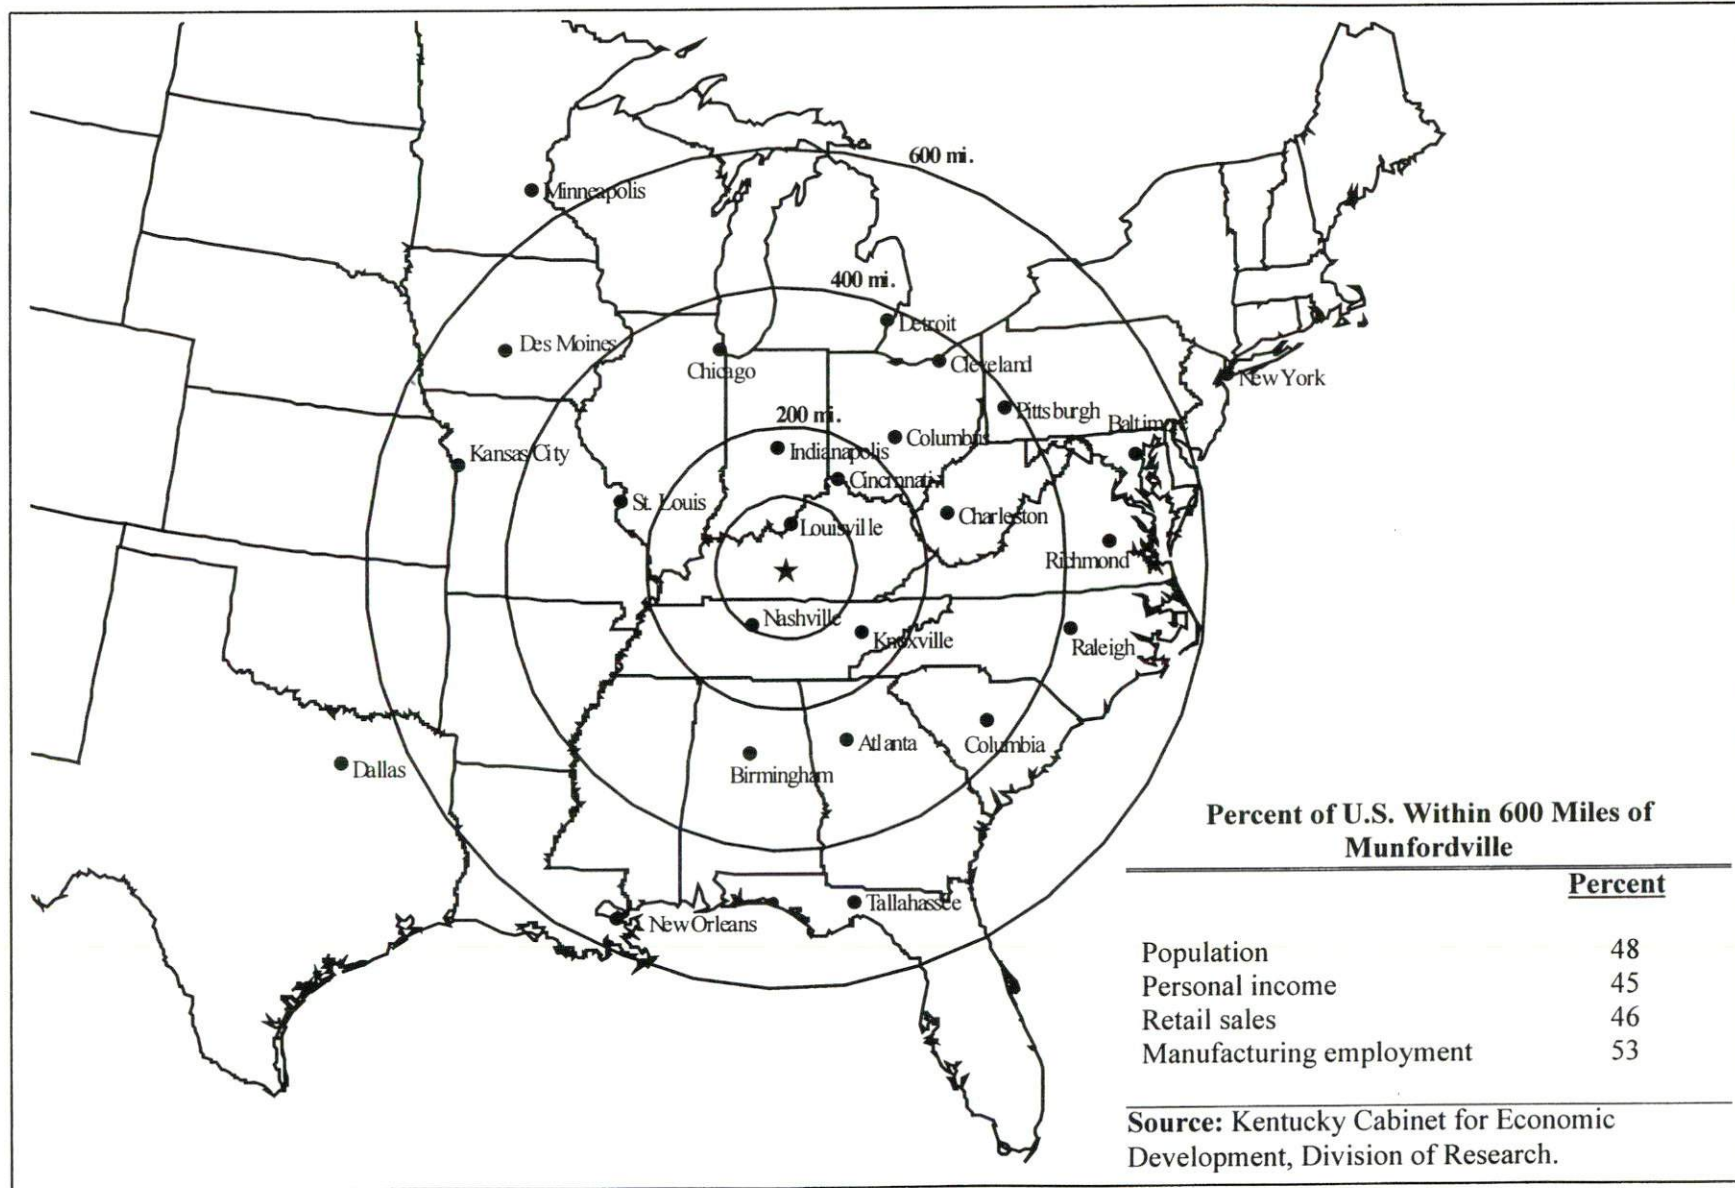 600 mi.
Minneapolis
400 mi.
Detroit
Des Moines
Chicago
Cleveland
New York
200 mi.
Pittsburgh
Baltimore
Columbus
Indianapolis
Kansas City
Cincinnati
St. Louis
Charleston
Louisville
Richmond
Nashville
Knoxville
Raleigh
Atlanta
Columbia
Dallas
Birmingham
Tallahassee
New Orleans
Percent of U.S. Within 600 Miles of
Munfordville
Percent
Population 48
Personal income 45
Retail sales 46
Manufacturing employment 53
Source: Kentucky Cabinet for Economic
Development, Division of Research.